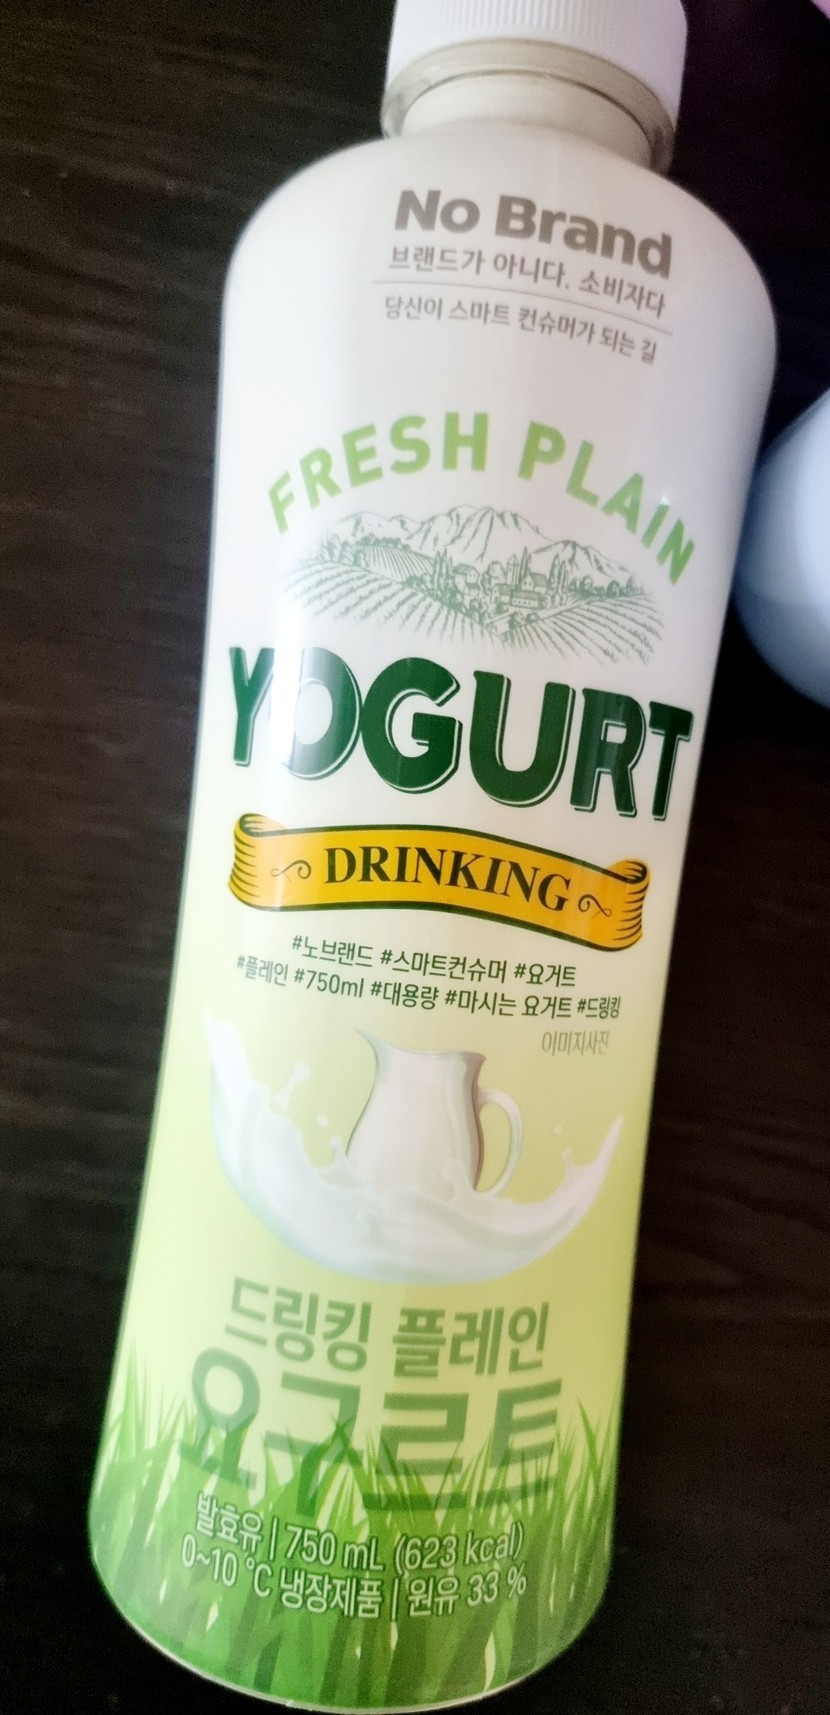 No Brand
브랜드가 아니다. 소비자다
당신이 스마트 컨슈머가 되는 길
FRESH PLAIN
YOGURT
DRINKING
#노브랜드 #스마트컨슈머 #요거트
#플레인 #750ml #대용량 #마시는 요거트 #드링킹
이미지사진
드링킹 플레인
요구르트
발효유 | 750 mL (623 kcal)
0~10 °C 냉장제품 | 원유 33 %